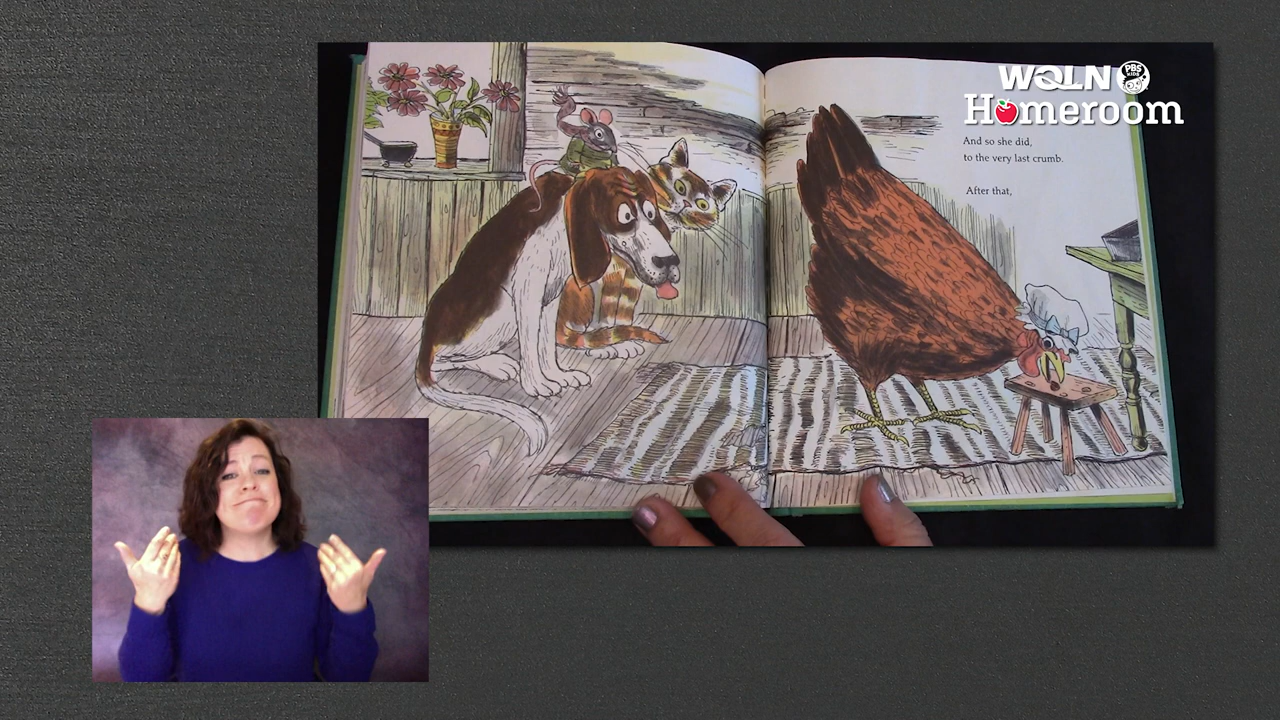 WQLN PBS KIDS
Homeroom
And so she did,
to the very last crumb.
After that,